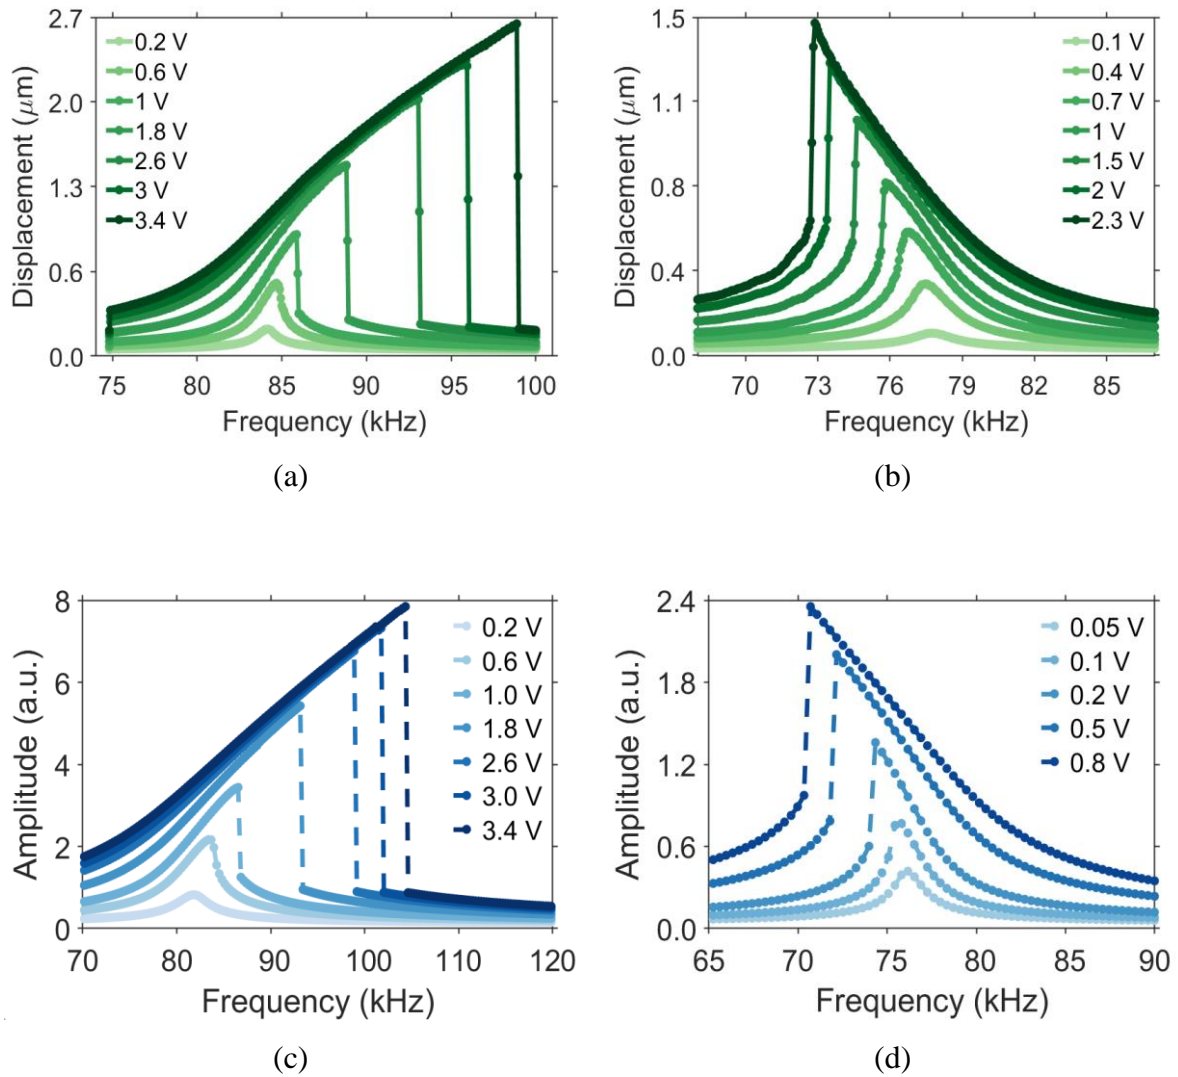 2.7
2.0
1.3
0.6
0.0
Displacement (μm)
0.2 V
0.6 V
1 V
1.8 V
2.6 V
3 V
3.4 V
75 80 85 90 95 100
Frequency (kHz)
(a)
1.5
1.1
0.8
0.4
0.0
Displacement (μm)
0.1 V
0.4 V
0.7 V
1 V
1.5 V
2 V
2.3 V
70 73 76 79 82 85
Frequency (kHz)
(b)
8
6
4
2
0
Amplitude (a.u.)
0.2 V
0.6 V
1.0 V
1.8 V
2.6 V
3.0 V
3.4 V
70 80 90 100 110 120
Frequency (kHz)
(c)
2.4
1.8
1.2
0.6
0.0
Amplitude (a.u.)
0.05 V
0.1 V
0.2 V
0.5 V
0.8 V
65 70 75 80 85 90
Frequency (kHz)
(d)